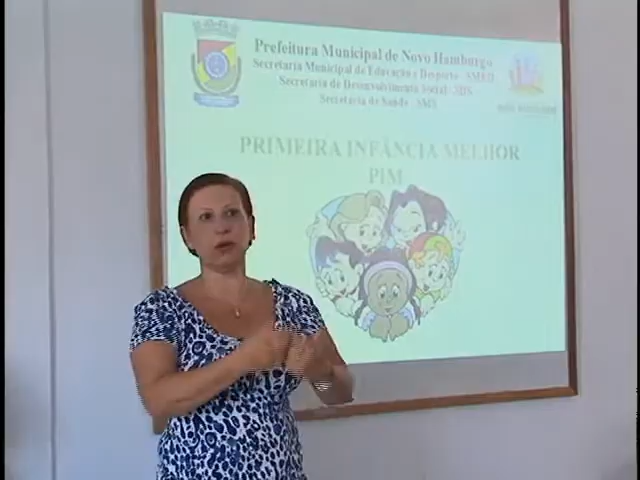 Prefeitura Municipal de Novo Hamburgo
Secretaria Municipal de Educação e Desporto - SMED
Secretaria de Desenvolvimento Social - SDS
Secretaria de Saúde - SMS
PRIMEIRA INFÂNCIA MELHOR
PIM